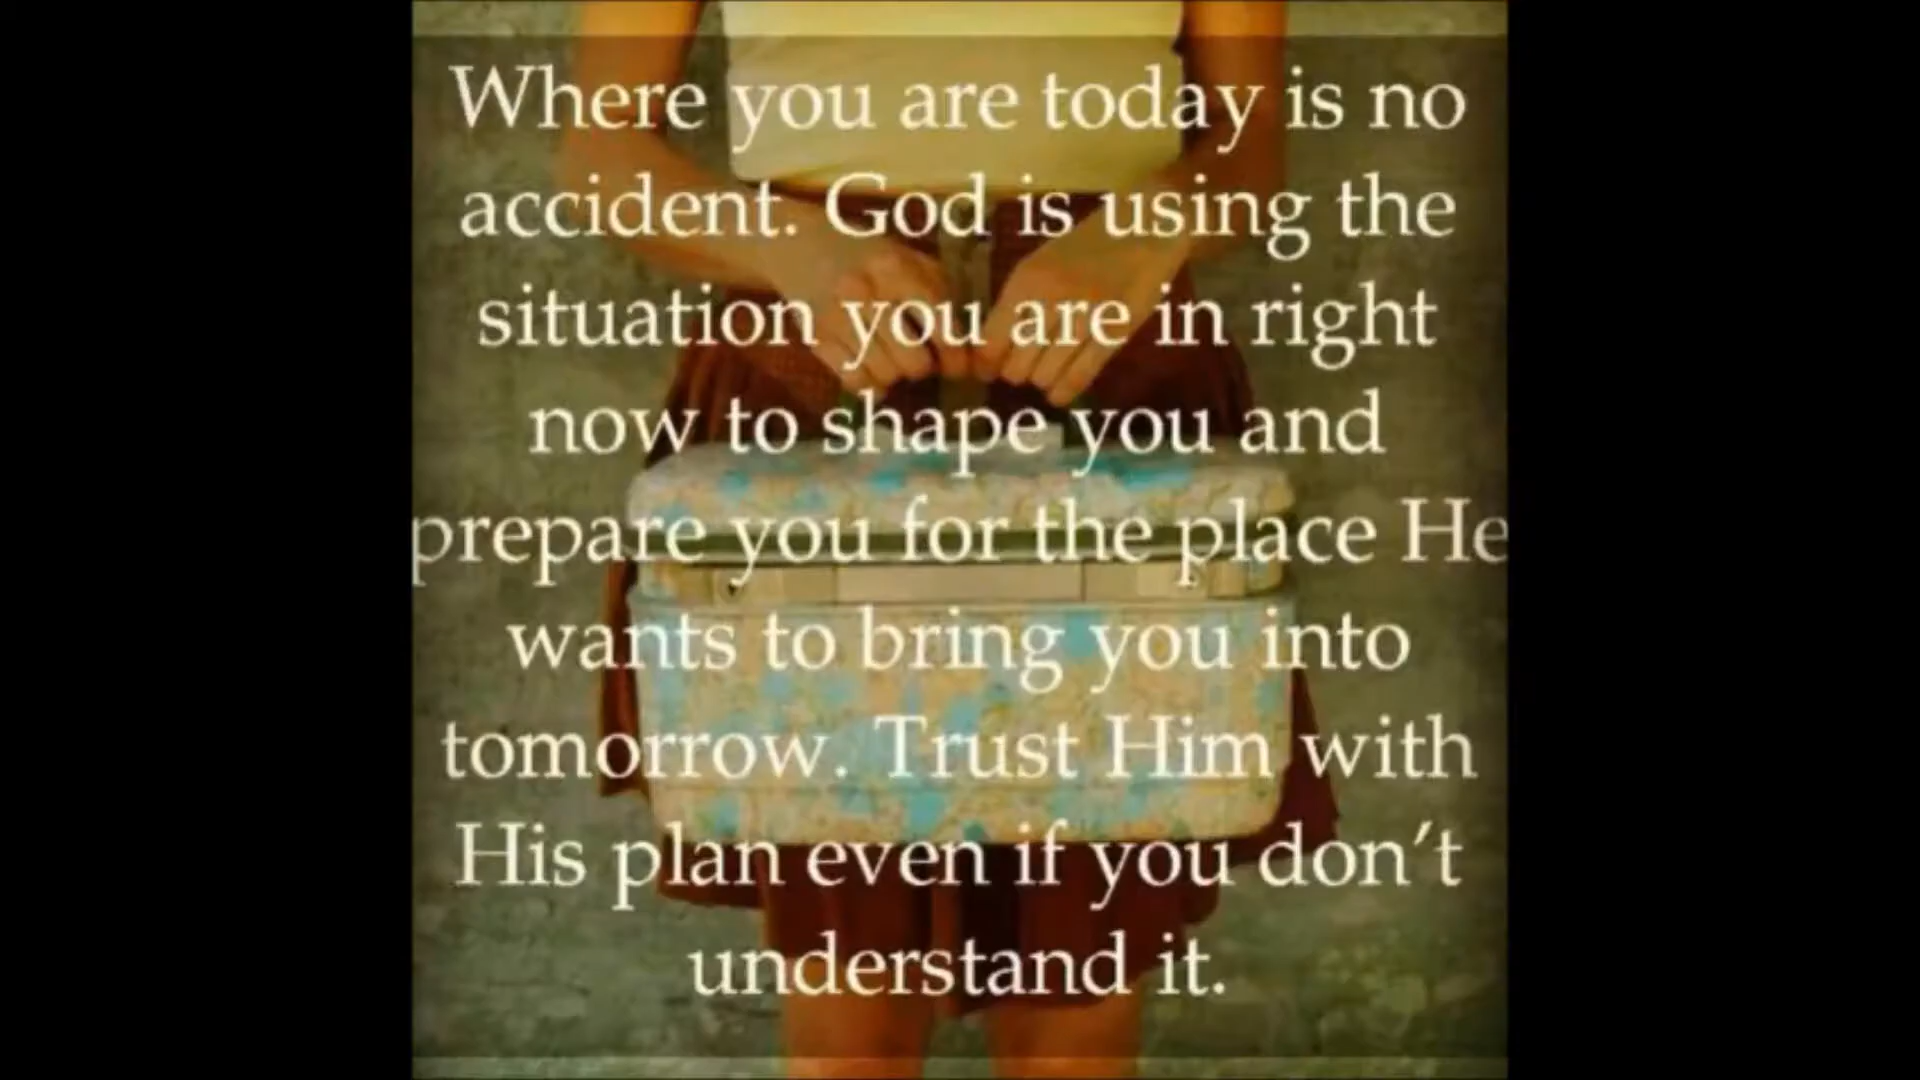 Where you are today is no
accident. God is using the
situation you are in right
now to shape you and
prepare you for the place He
wants to bring you into
tomorrow. Trust Him with
His plan even if you don’t
understand it.